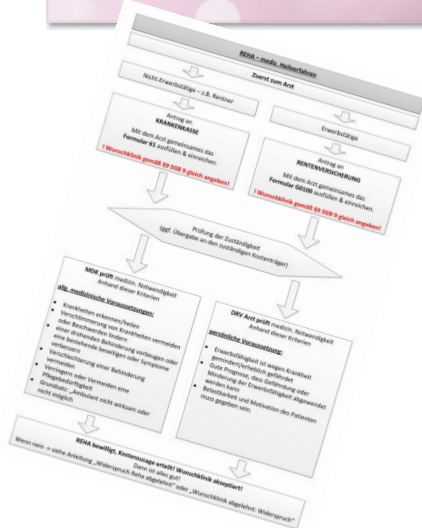 REHA – medic. Heilverfahren
Zuerst zum Arzt
Nicht-Erwerbstätige – z.B. Rentner
Erwerbstätige
Antrag an
KRANKENKASSE
Mit dem Arzt gemeinsames das
Formular 61 ausfüllen & einreichen.
! Wunschklinik gemäß §9 SGB 9 gleich angeben!
Antrag an
RENTENVERSICHERUNG
Mit dem Arzt gemeinsames das
Formular G0100 ausfüllen & einreichen.
! Wunschklinik gemäß §9 SGB 9 gleich angeben!
Prüfung der Zuständigkeit
(ggf. Übergabe an den zuständigen Kostenträger)
MDK prüft medizin. Notwendigkeit
Anhand dieser Kriterien
allg. medizinische Voraussetzungen:
• Krankheiten erkennen/heilen
• Verschlimmerung von Krankheiten vermeiden
oder Beschwerden lindern
• einer drohenden Behinderung vorbeugen oder
eine bestehende beseitigen oder Symptome
verbessern
• Verschlechterung einer Behinderung
vermeiden
• Verringern oder Vermeiden eine
Pflegebedürftigkeit
• Grundsatz: „Ambulant nicht wirksam oder
nicht möglich
DRV Arzt prüft medizin. Notwendigkeit
Anhand dieser Kriterien
persönliche Voraussetzung:
• Erwerbsfähigkeit ist wegen Krankheit
gemindert/erheblich gefährdet
• Gute Prognose, dass Gefährdung oder
Minderung der Erwerbsfähigkeit abgewendet
werden kann
• Belastbarkeit und Motivation des Patienten
muss gegeben sein.
REHA bewilligt, Kostenzusage erteilt! Wunschklinik akzeptiert!
Dann ist alles gut!
Wenn nein -> siehe Anleitung „Widerspruch Reha abgelehnt" oder „Wunschklinik abgelehnt: Widerspruch"